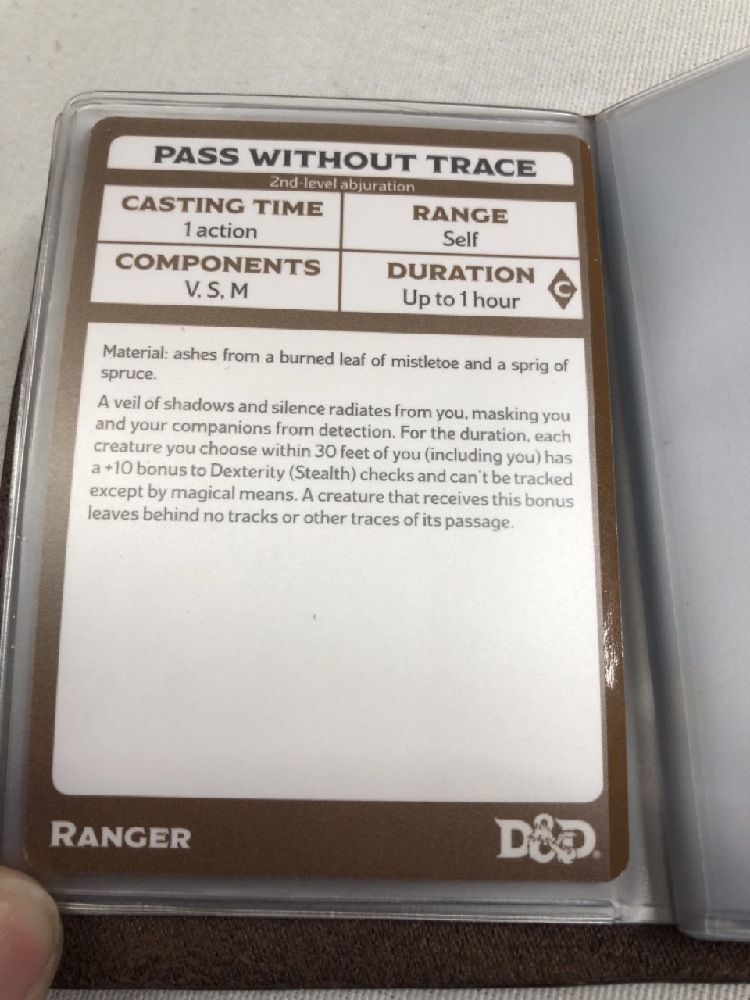 PASS WITHOUT TRACE
2nd-level abjuration
CASTING TIME
1 action
RANGE
Self
COMPONENTS
V, S, M
DURATION
Up to 1 hour
C
Material: ashes from a burned leaf of mistletoe and a sprig of
spruce.
A veil of shadows and silence radiates from you, masking you
and your companions from detection. For the duration, each
creature you choose within 30 feet of you (including you) has
a +10 bonus to Dexterity (Stealth) checks and can't be tracked
except by magical means. A creature that receives this bonus
leaves behind no tracks or other traces of its passage.
RANGER
D&D